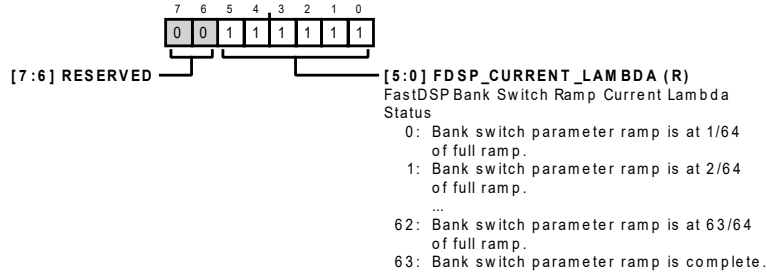 7 6 5 4 3 2 1 0
0 0 1 1 1 1 1 1
[7:6] RESERVED
[5:0] FDSP_CURRENT_LAMBDA (R)
FastDSP Bank Switch Ramp Current Lambda
Status
0: Bank switch parameter ramp is at 1/64
of full ramp.
1: Bank switch parameter ramp is at 2/64
of full ramp.
...
62: Bank switch parameter ramp is at 63/64
of full ramp.
63: Bank switch parameter ramp is complete.